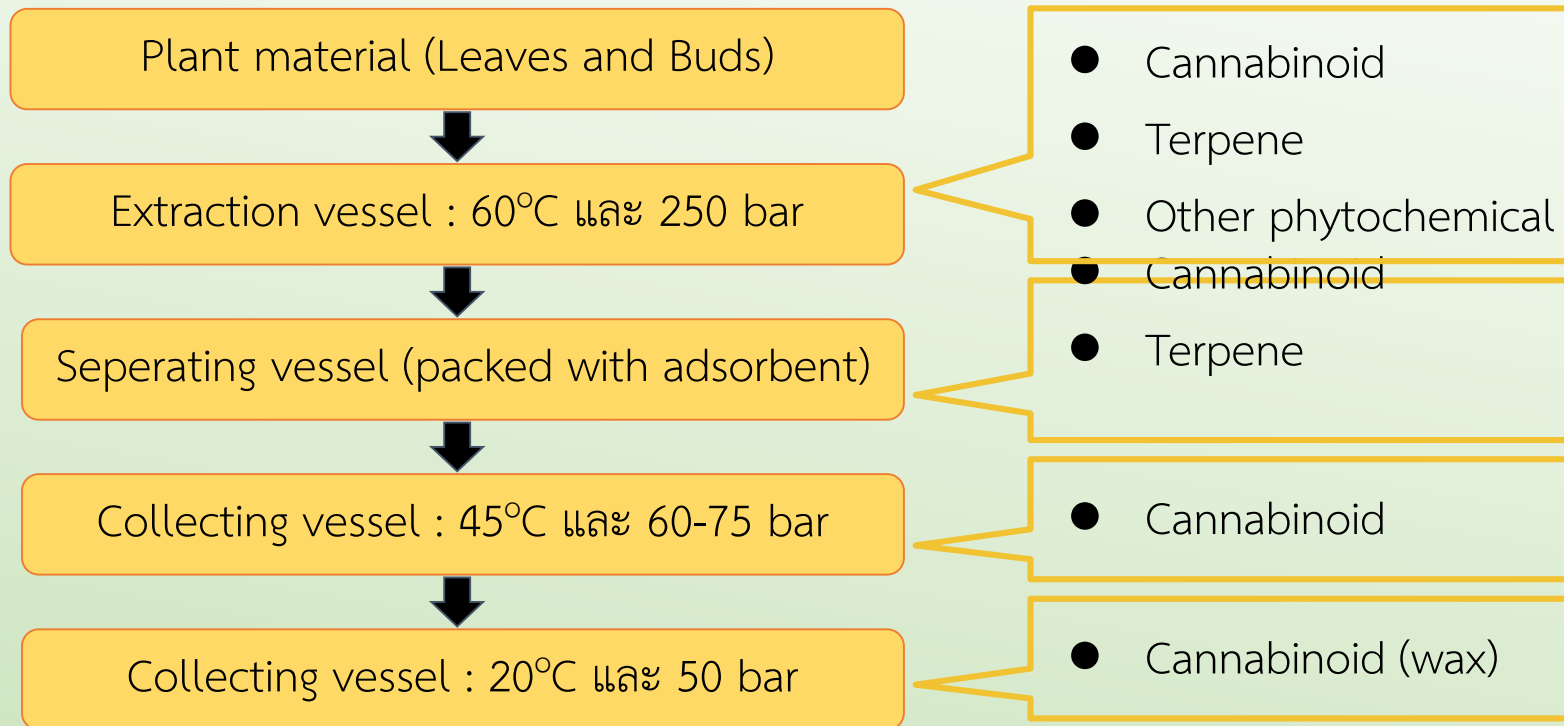 Plant material (Leaves and Buds)
Extraction vessel : 60°C และ 250 bar
Seperating vessel (packed with adsorbent)
Collecting vessel : 45°C และ 60-75 bar
Collecting vessel : 20°C และ 50 bar
● Cannabinoid
● Terpene
● Other phytochemical
● Cannabinoid
● Terpene
● Cannabinoid
● Cannabinoid (wax)